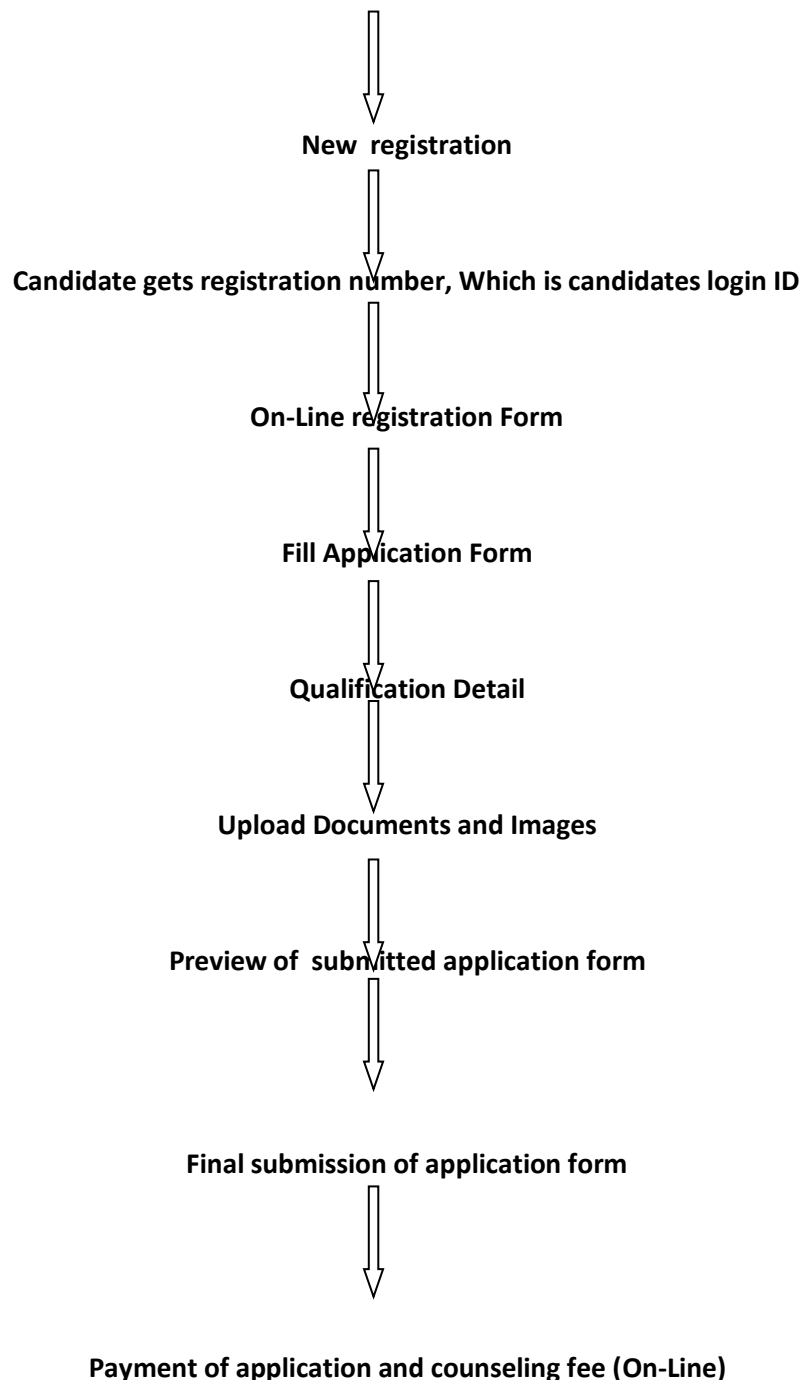 New registration
Candidate gets registration number, Which is candidates login ID
On-Line registration Form
Fill Application Form
Qualification Detail
Upload Documents and Images
Preview of submitted application form
Final submission of application form
Payment of application and counseling fee (On-Line)